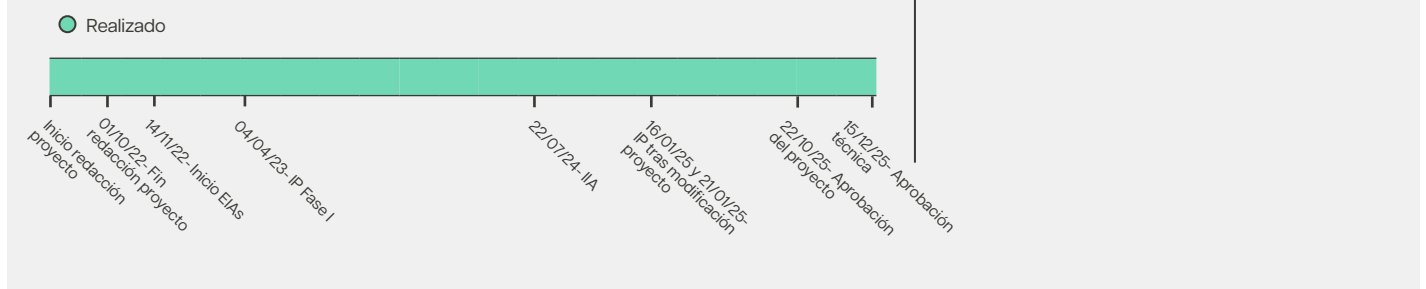 Realizado
Inicio redacción
proyecto
01/10/22- Fin
redacción proyecto
14/11/22- Inicio EIAs
04/04/23- IP Fase I
22/07/24- IIA
16/01/25 y 21/01/25-
IP tras modificación
proyecto
22/10/25- Aprobación
del proyecto
15/12/25- Aprobación
técnica